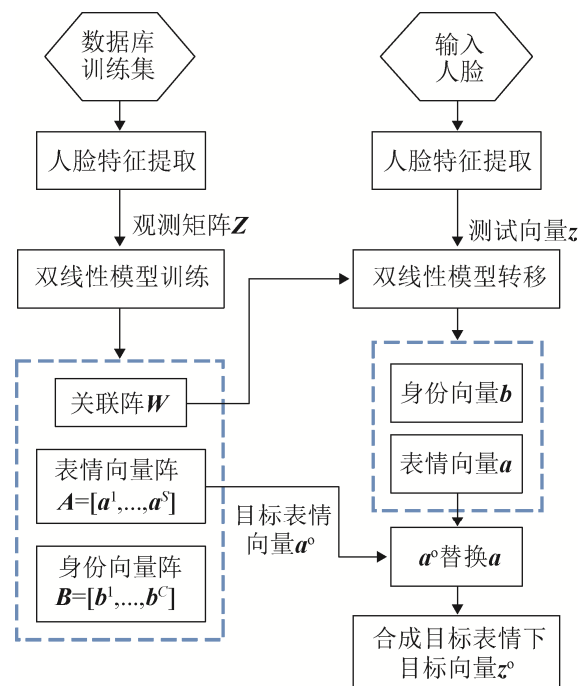 数据库
训练集
人脸特征提取
观测矩阵Z
双线性模型训练
关联阵W
表情向量阵
A=[a¹,...,aˢ]
身份向量阵
B=[b¹,...,bᶜ]
目标表情
向量aᵒ
输入
人脸
人脸特征提取
测试向量z
双线性模型转移
身份向量b
表情向量a
aᵒ替换a
合成目标表情下
目标向量zᵒ